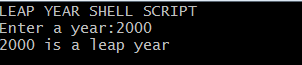 LEAP YEAR SHELL SCRIPT
Enter a year:2000
2000 is a leap year